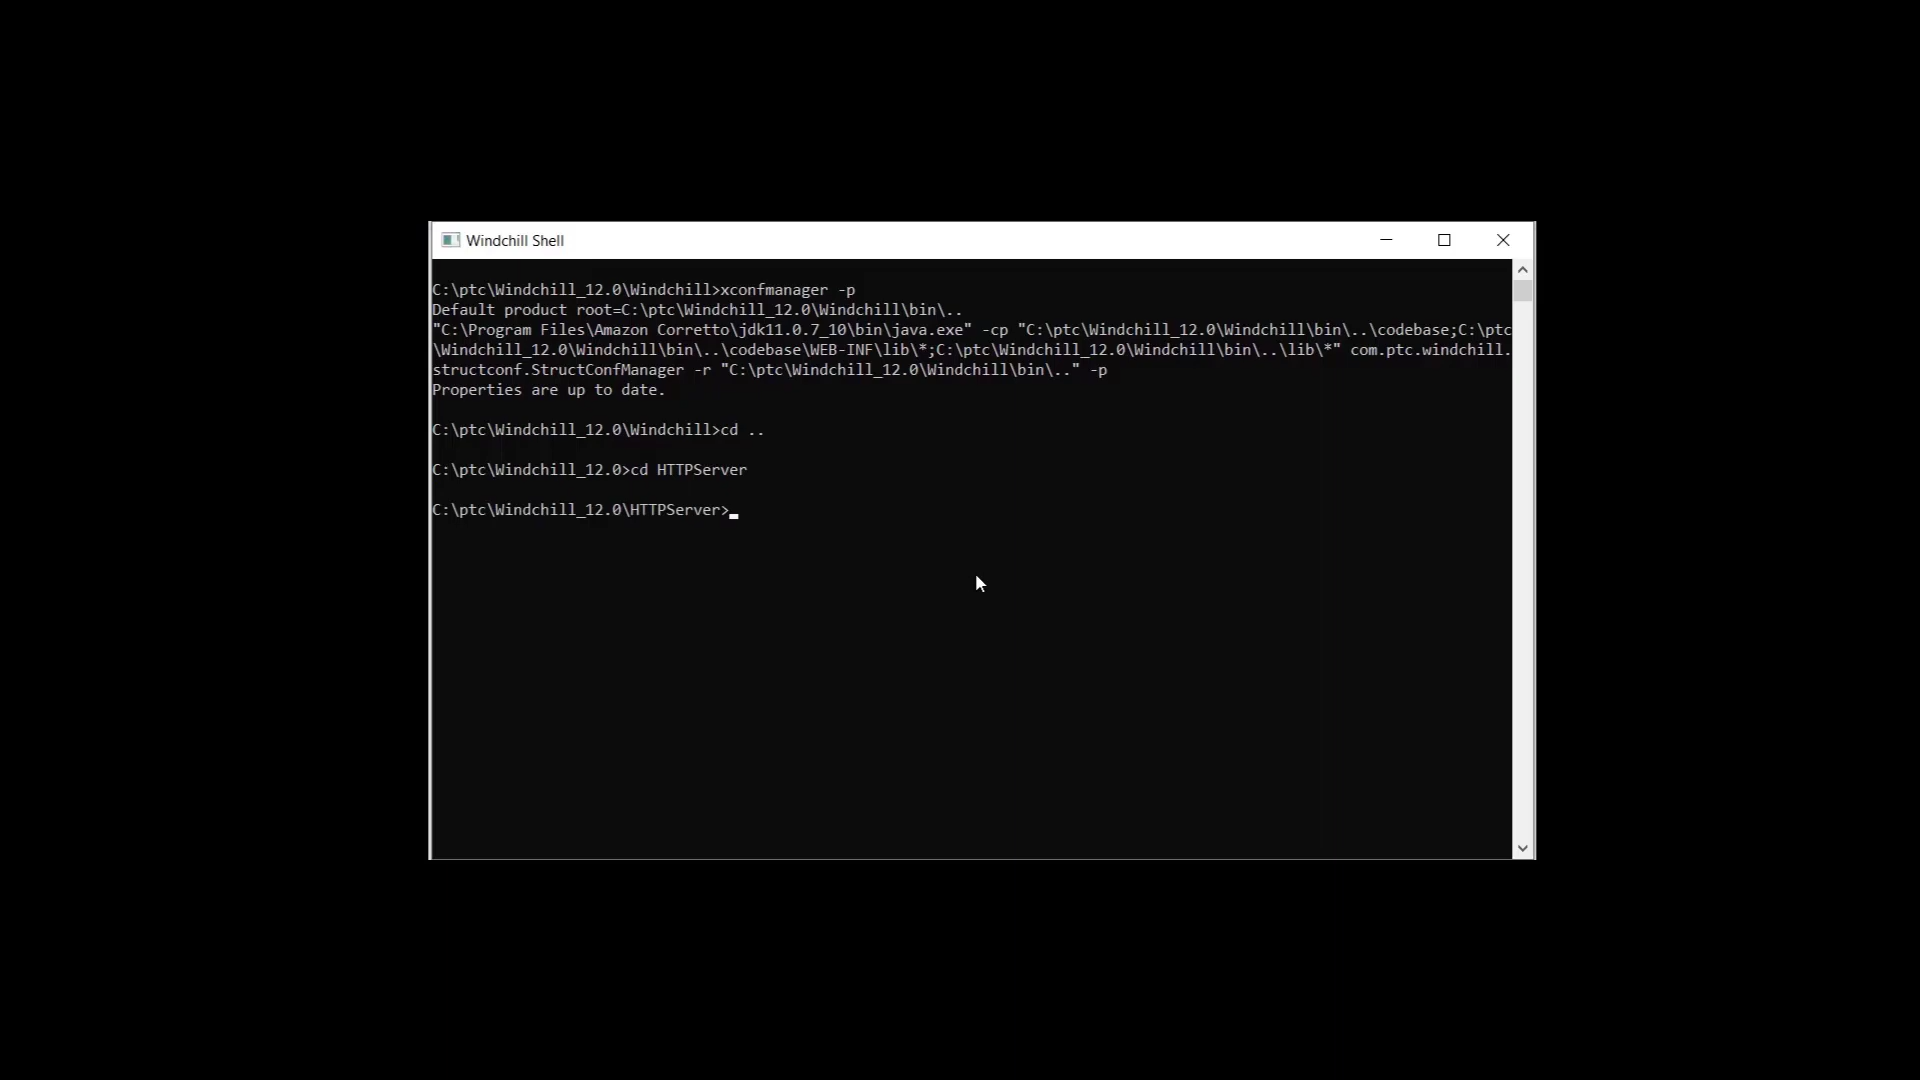 Windchill Shell
C:\ptc\Windchill_12.0\Windchill>xconfmanager -p
Default product root=C:\ptc\Windchill_12.0\Windchill\bin\..
"C:\Program Files\Amazon Corretto\jdk11.0.7_10\bin\java.exe" -cp "C:\ptc\Windchill_12.0\Windchill\bin\..\codebase;C:\ptc
\Windchill_12.0\Windchill\bin\..\codebase\WEB-INF\lib\*;C:\ptc\Windchill_12.0\Windchill\bin\..\lib\*" com.ptc.windchill.
structconf.StructConfManager -r "C:\ptc\Windchill_12.0\Windchill\bin\.." -p
Properties are up to date.
C:\ptc\Windchill_12.0\Windchill>cd ..
C:\ptc\Windchill_12.0>cd HTTPServer
C:\ptc\Windchill_12.0\HTTPServer>